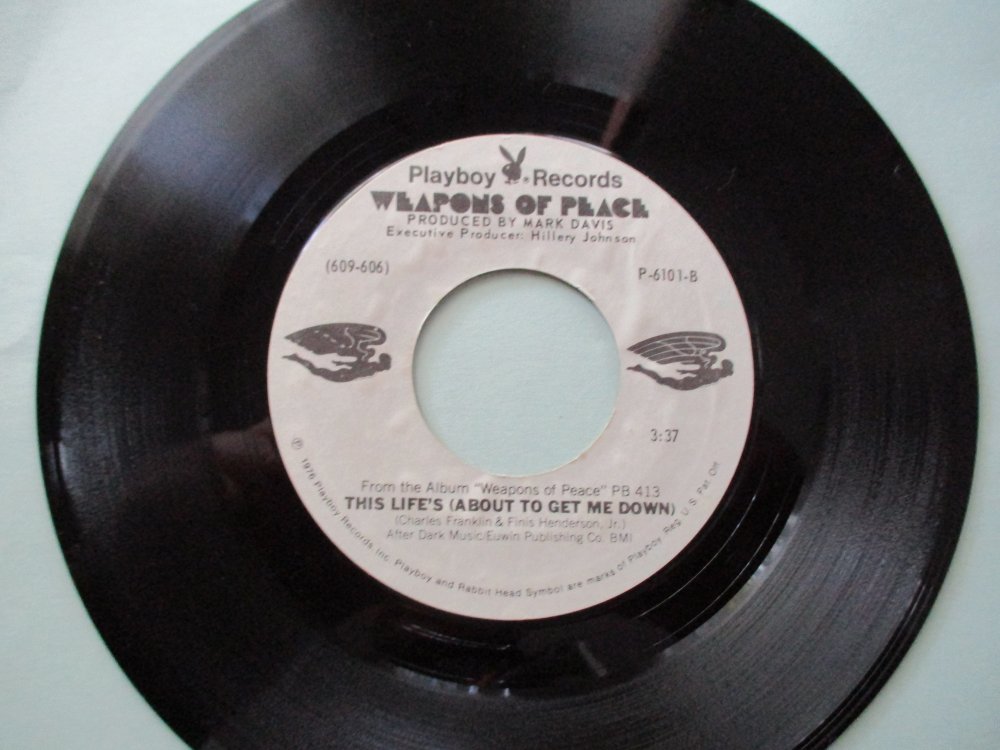 Playboy ® Records
WEAPONS OF PEACE
PRODUCED BY MARK DAVIS
Executive Producer: Hillery Johnson
(609-606)
P-6101-B
3:37
From the Album "Weapons of Peace" PB 413
THIS LIFE'S (ABOUT TO GET ME DOWN)
(Charles Franklin & Finis Henderson, Jr.)
After Dark Music/Euwin Publishing Co. BMI
℗ 1976 Playboy Records Inc. Playboy and Rabbit Head Symbol are marks of Playboy Reg. U.S. Pat. Off